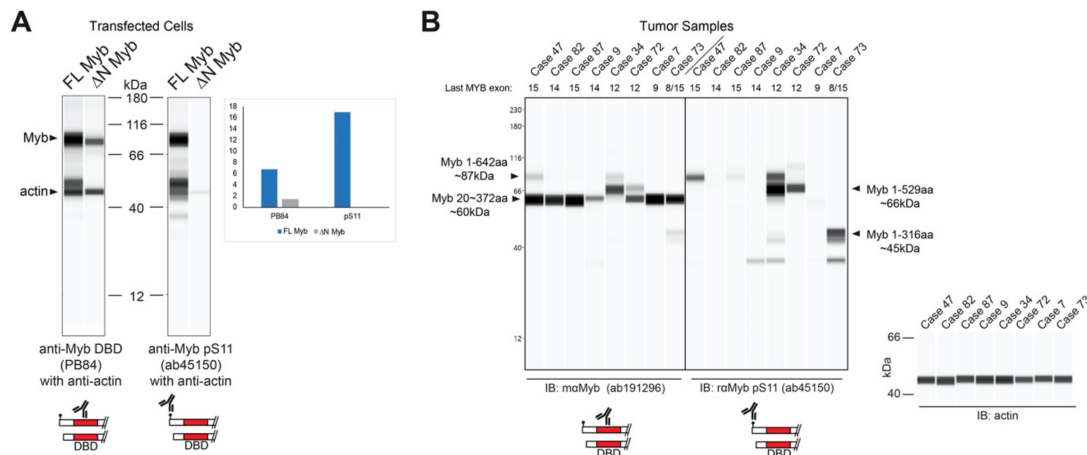 A
Transfected Cells
FL Myb
ΔN Myb
kDa
FL Myb
ΔN Myb
180
116
66
40
12
Myb
actin
18
16
14
12
10
8
6
4
2
0
PB84
pS11
FL Myb
ΔN Myb
anti-Myb DBD
(PB84)
with anti-actin
anti-Myb pS11
(ab45150)
with anti-actin
DBD
DBD
B
Tumor Samples
Case 47
Case 82
Case 87
Case 9
Case 34
Case 72
Case 7
Case 73
Case 47
Case 82
Case 87
Case 9
Case 34
Case 72
Case 7
Case 73
Last MYB exon: 15 14 15 14 12 12 9 8/15 15 14 15 14 12 12 9 8/15
230
180
116
66
40
12
Myb 1-642aa
~87kDa
Myb 20~372aa
~60kDa
Myb 1-529aa
~66kDa
Myb 1-316aa
~45kDa
IB: mαMyb (ab191296)
IB: rαMyb pS11 (ab45150)
DBD
DBD
Case 47
Case 82
Case 87
Case 9
Case 34
Case 72
Case 7
Case 73
kDa
66
40
IB: actin